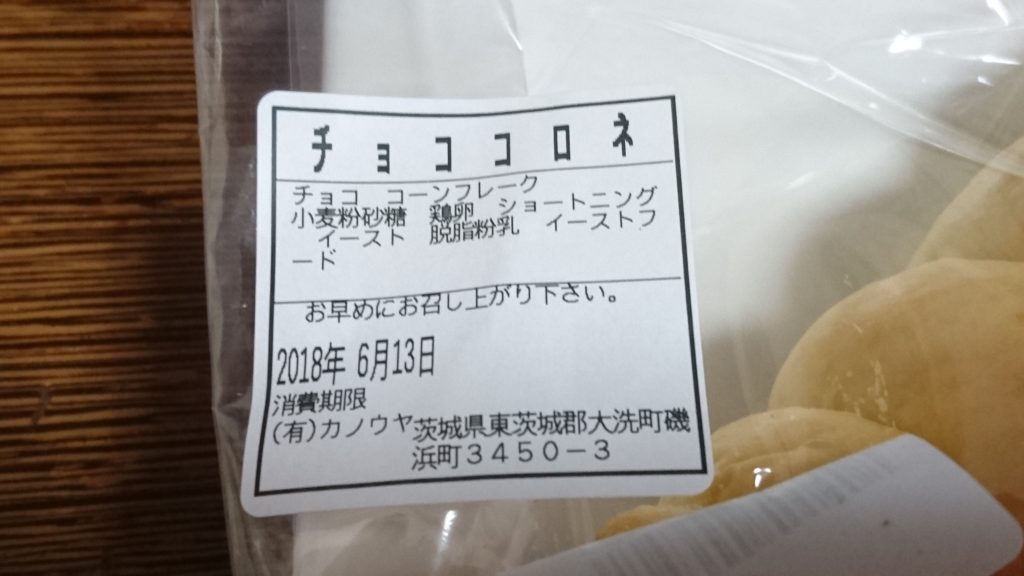 チョココロネ
チョコ　コーンフレーク
小麦粉砂糖　鶏卵　ショートニング
　イースト　脱脂粉乳　イーストフ
ード
お早めにお召し上がり下さい。
2018年 6月13日
消費期限
(有)カノウヤ茨城県東茨城郡大洗町磯
浜町３４５０－３